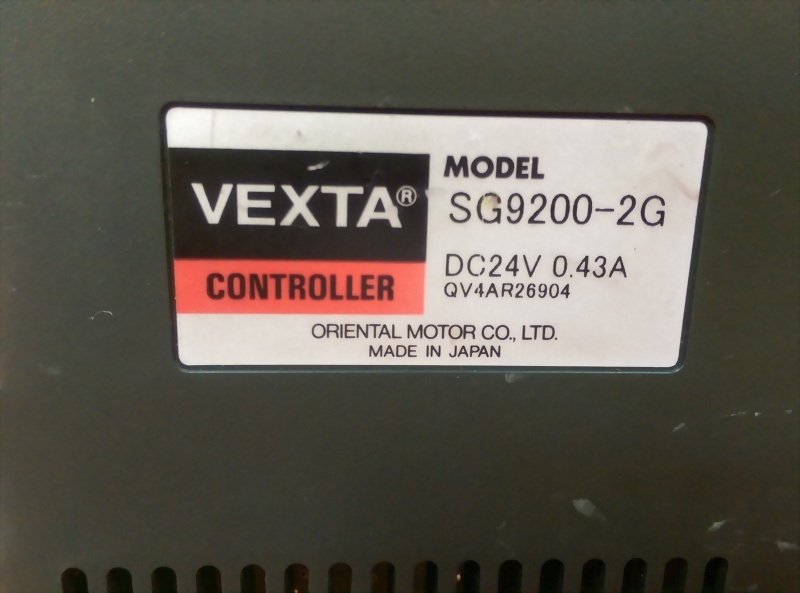 VEXTA®
CONTROLLER
MODEL
SG9200-2G
DC24V 0.43A
QV4AR26904
ORIENTAL MOTOR CO., LTD.
MADE IN JAPAN